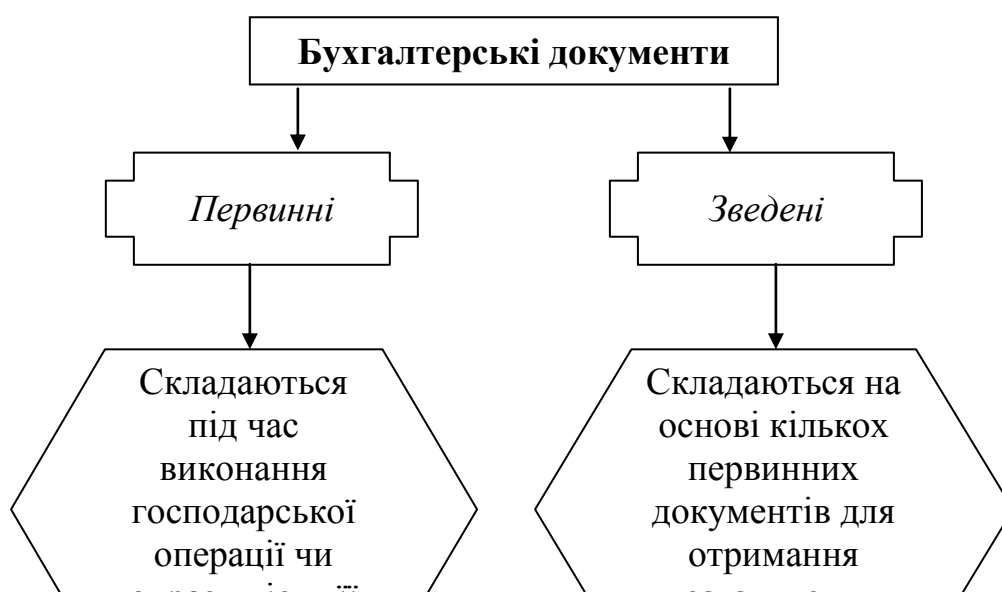 Бухгалтерські документи
Первинні
Зведені
Складаються
під час
виконання
господарської
операції чи
Складаються на
основі кількох
первинних
документів для
отримання